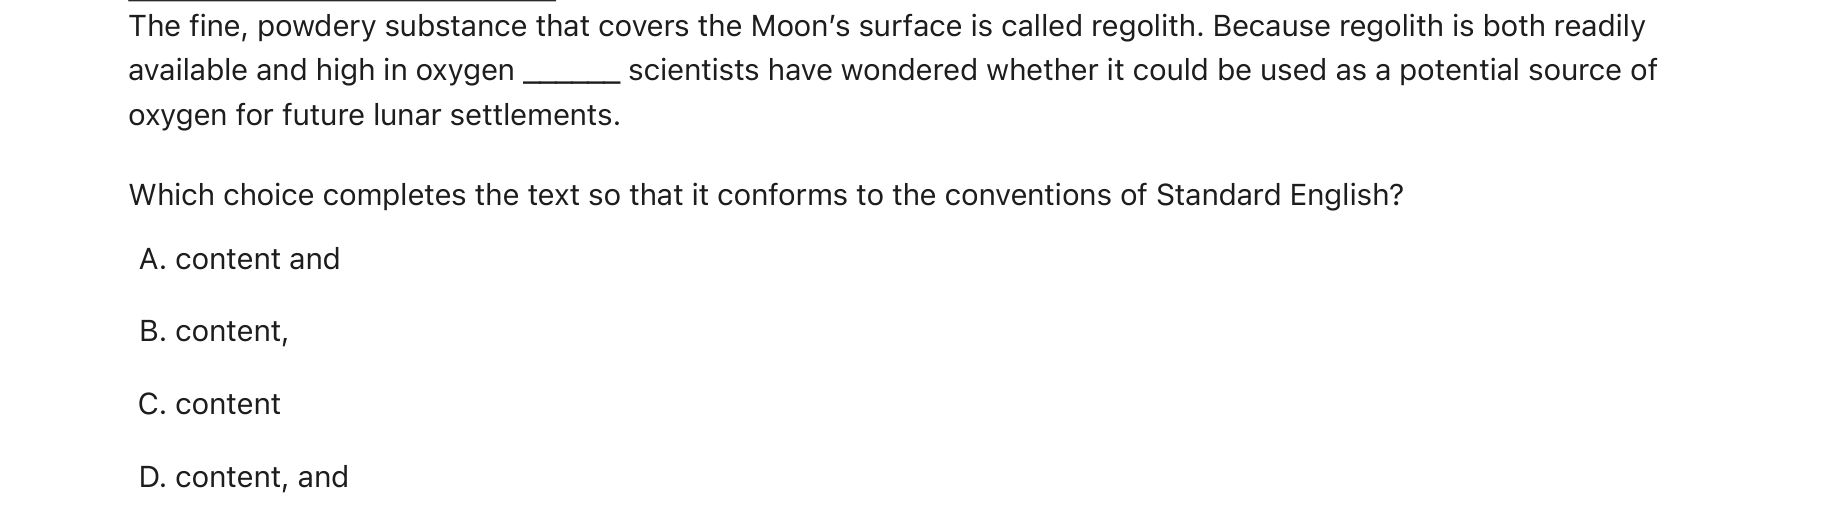 The fine, powdery substance that covers the Moon’s surface is called regolith. Because regolith is both readily
available and high in oxygen ______ scientists have wondered whether it could be used as a potential source of
oxygen for future lunar settlements.
Which choice completes the text so that it conforms to the conventions of Standard English?
A. content and
B. content,
C. content
D. content, and